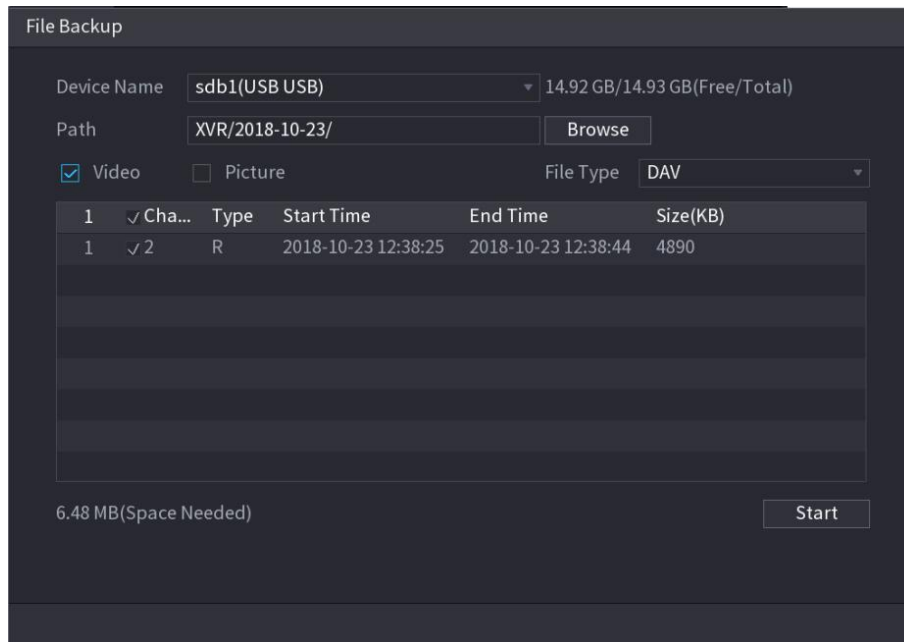 File Backup
Device Name sdb1(USB USB) 14.92 GB/14.93 GB(Free/Total)
Path XVR/2018-10-23/ Browse
Video Picture File Type DAV
1 Cha... Type Start Time End Time Size(KB)
1 2 R 2018-10-23 12:38:25 2018-10-23 12:38:44 4890
6.48 MB(Space Needed) Start